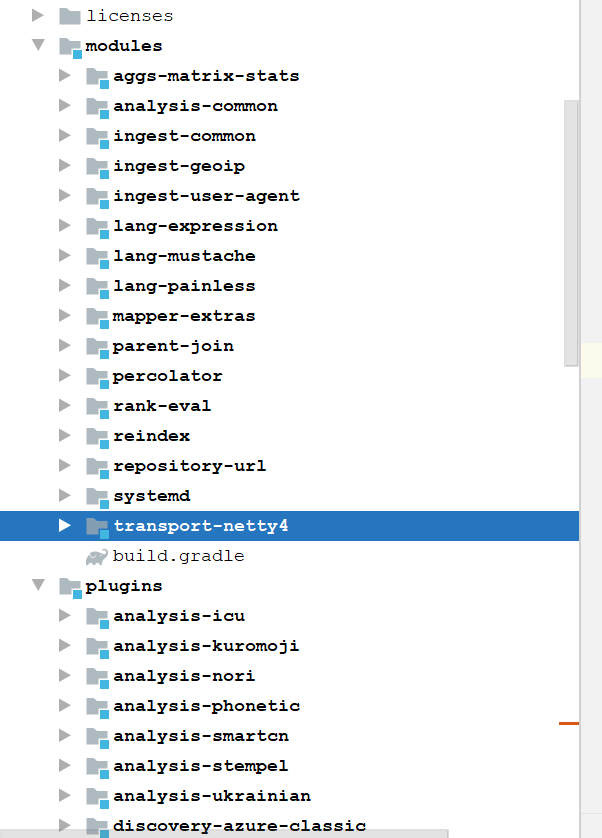 licenses
modules
aggs-matrix-stats
analysis-common
ingest-common
ingest-geoip
ingest-user-agent
lang-expression
lang-mustache
lang-painless
mapper-extras
parent-join
percolator
rank-eval
reindex
repository-url
systemd
transport-netty4
build.gradle
plugins
analysis-icu
analysis-kuromoji
analysis-nori
analysis-phonetic
analysis-smartcn
analysis-stempel
analysis-ukrainian
discovery-azure-classic